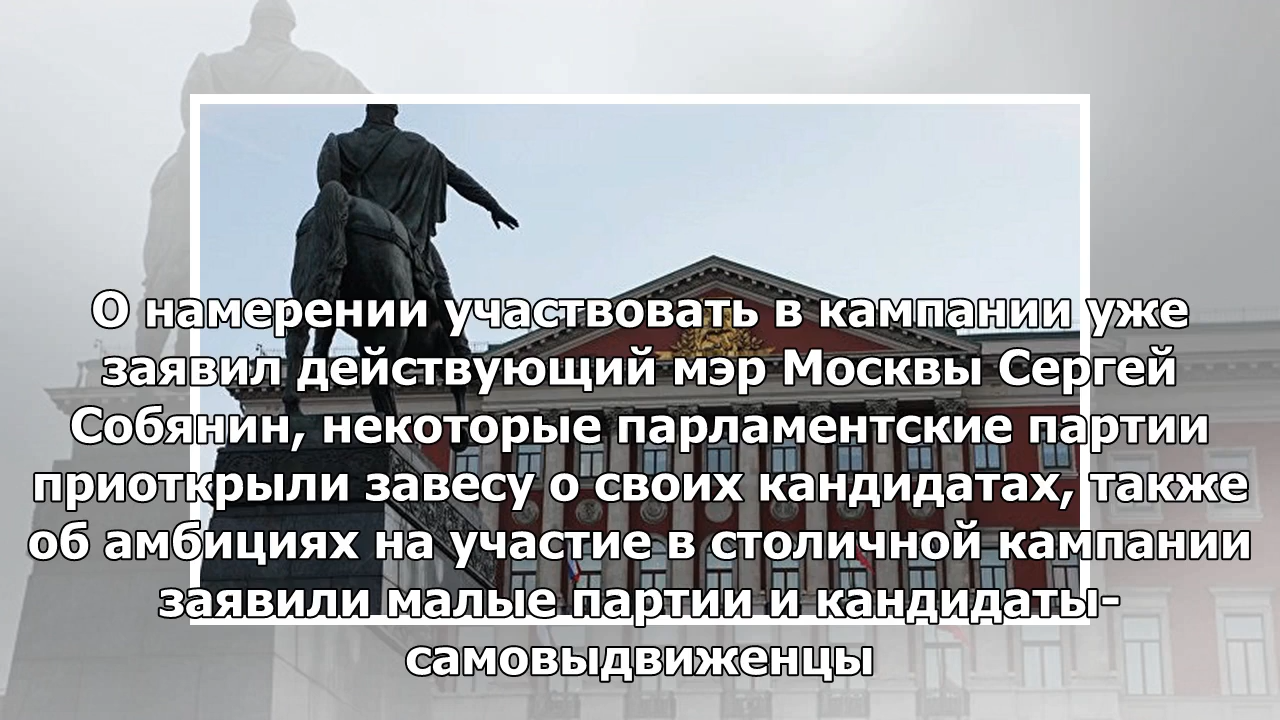 О намерении участвовать в кампании уже
заявил действующий мэр Москвы Сергей
Собянин, некоторые парламентские партии
приоткрыли завесу о своих кандидатах, также
об амбициях на участие в столичной кампании
заявили малые партии и кандидаты-
самовыдвиженцы